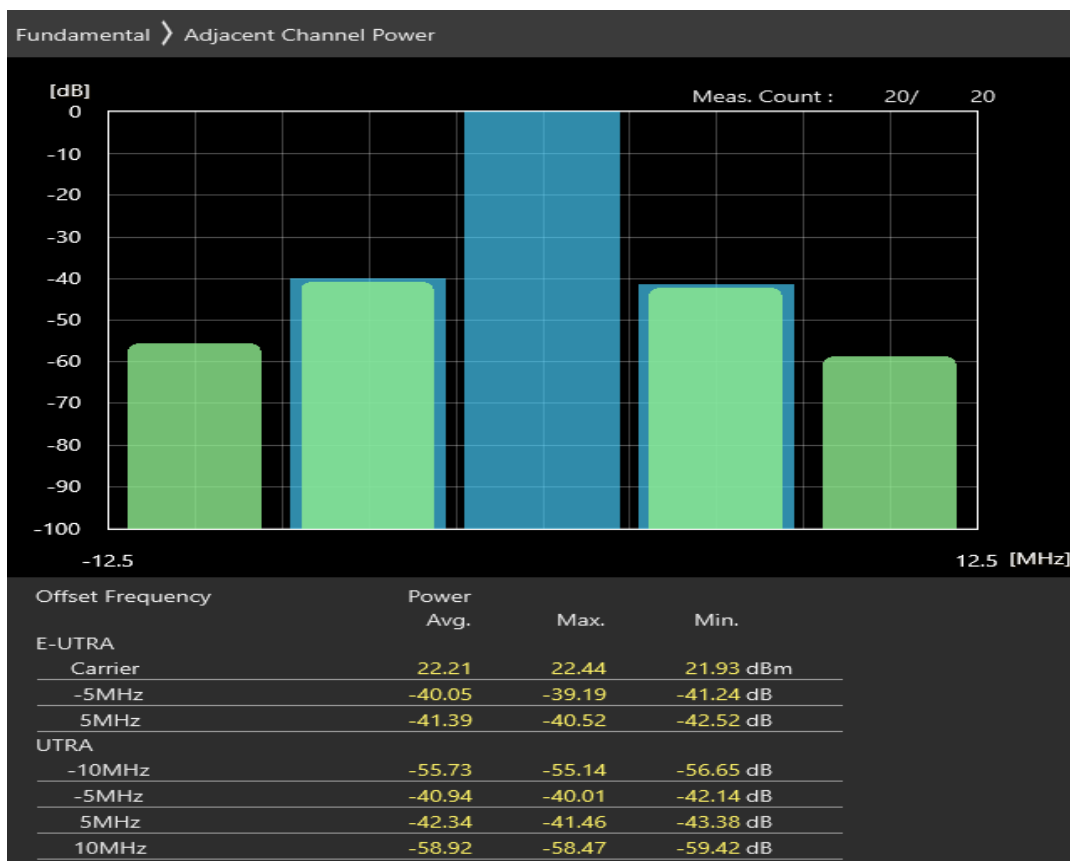 Fundamental 〉 Adjacent Channel Power
[dB]
Meas. Count : 20/ 20
0
-10
-20
-30
-40
-50
-60
-70
-80
-90
-100
-12.5 12.5 [MHz]
Offset Frequency Power
Avg. Max. Min.
E-UTRA
Carrier 22.21 22.44 21.93 dBm
-5MHz -40.05 -39.19 -41.24 dB
5MHz -41.39 -40.52 -42.52 dB
UTRA
-10MHz -55.73 -55.14 -56.65 dB
-5MHz -40.94 -40.01 -42.14 dB
5MHz -42.34 -41.46 -43.38 dB
10MHz -58.92 -58.47 -59.42 dB